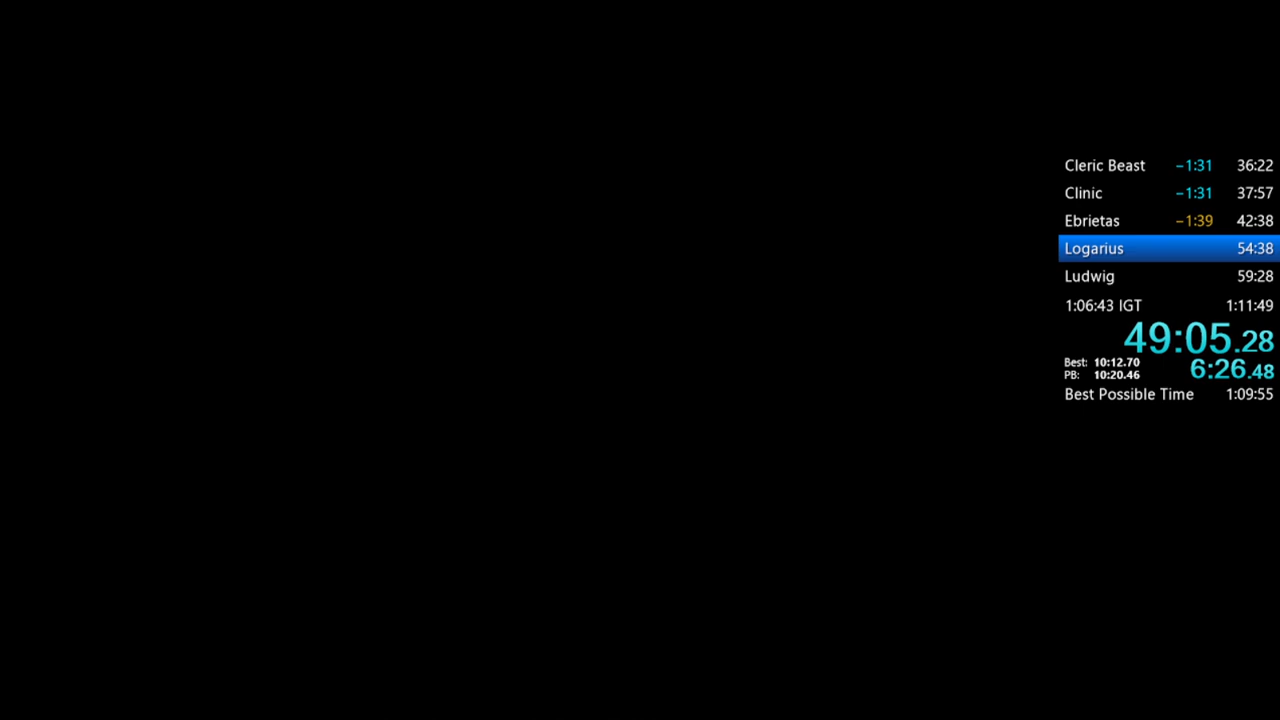 Cleric Beast −1:31 36:22
Clinic −1:31 37:57
Ebrietas −1:39 42:38
Logarius 54:38
Ludwig 59:28
1:06:43 IGT 1:11:49
49:05.28
Best: 10:12.70
PB: 10:20.46
6:26.48
Best Possible Time 1:09:55